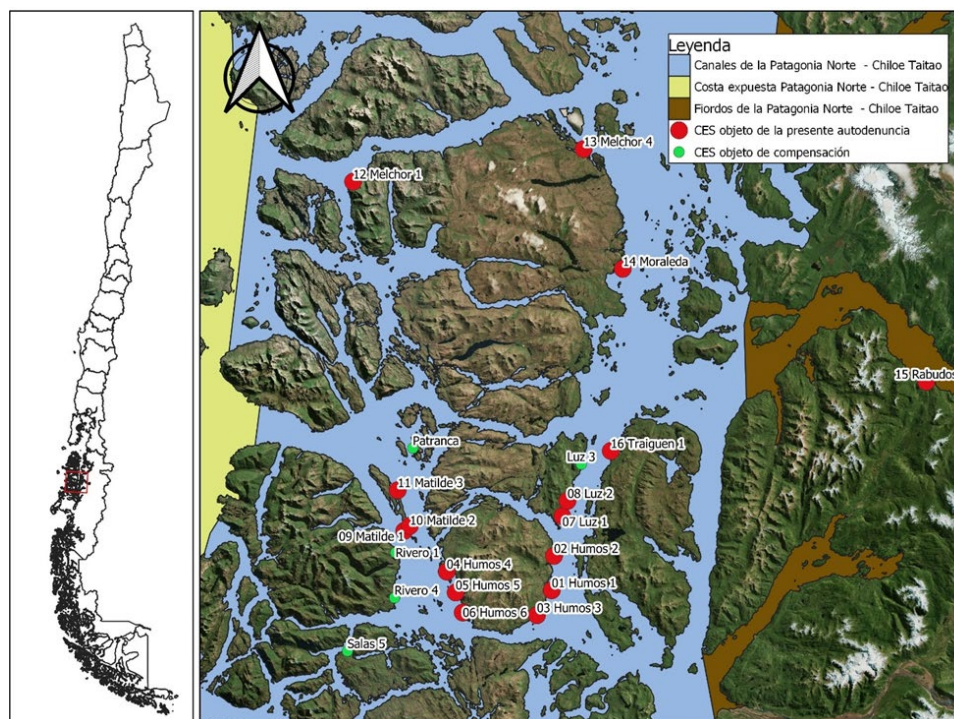 Leyenda
Canales de la Patagonia Norte - Chiloe Taitao
Costa expuesta Patagonia Norte - Chiloe Taitao
Fiordos de la Patagonia Norte - Chiloe Taitao
CES objeto de la presente autodenuncia
CES objeto de compensación
13 Melchor 4
12 Melchor 1
14 Moraleda
15 Rabudos
Patranca
16 Traiguen 1
Luz 3
11 Matilde 3
08 Luz 2
10 Matilde 2
07 Luz 1
09 Matilde 1
Rivero 1
02 Humos 2
04 Humos 4
Rivero 4
05 Humos 5
01 Humos 1
06 Humos 6
03 Humos 3
Salas 5